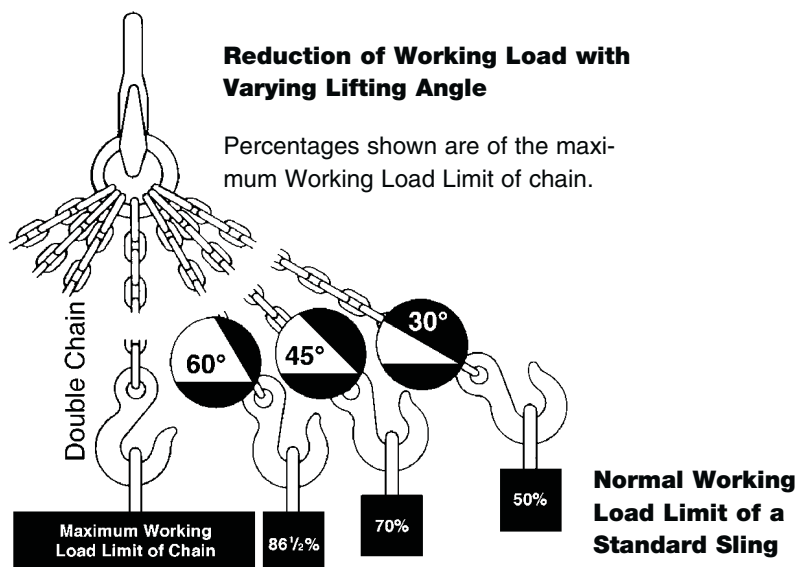 Reduction of Working Load with
Varying Lifting Angle
Percentages shown are of the maxi-
mum Working Load Limit of chain.
Double Chain
60°
45°
30°
Maximum Working
Load Limit of Chain
86½%
70%
50%
Normal Working
Load Limit of a
Standard Sling